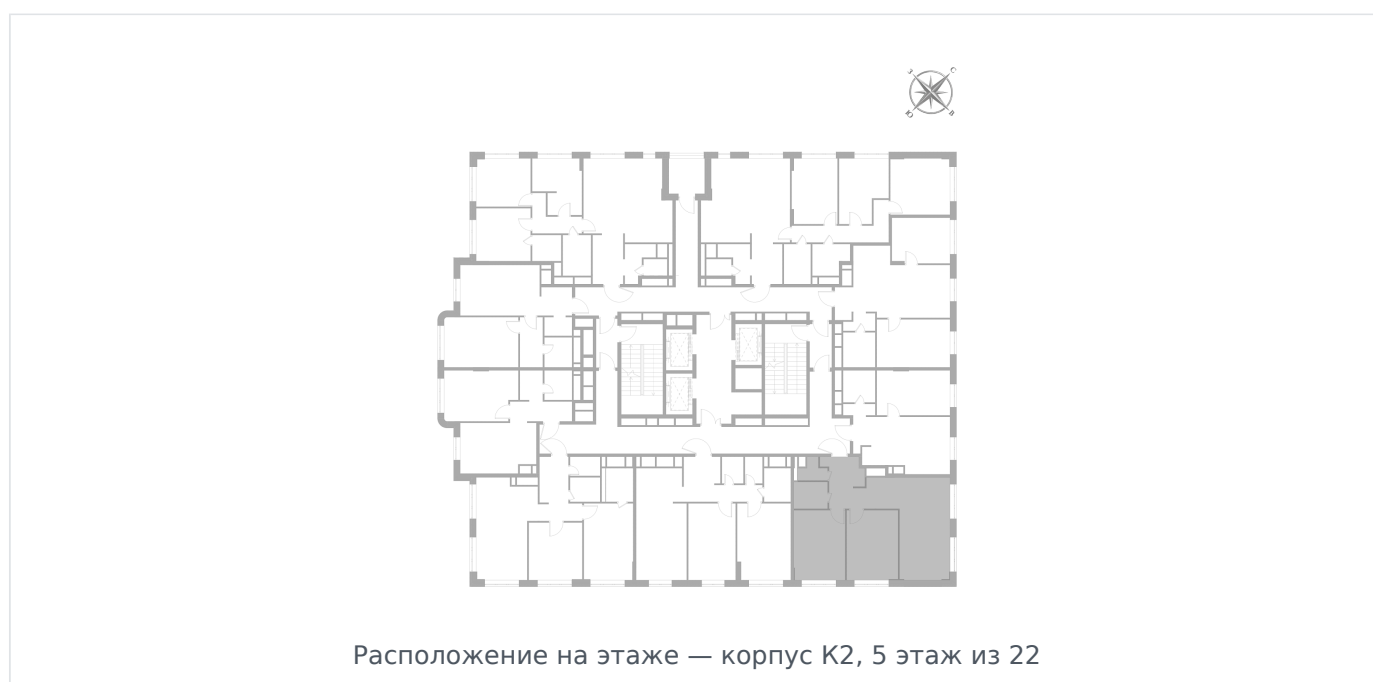 З С
Ю В
Расположение на этаже — корпус К2, 5 этаж из 22